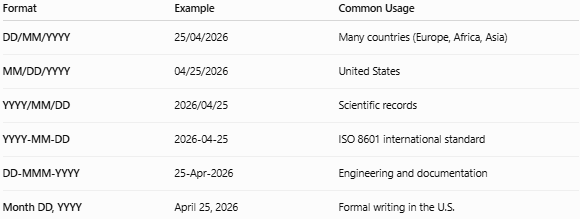 Format Example Common Usage
DD/MM/YYYY 25/04/2026 Many countries (Europe, Africa, Asia)
MM/DD/YYYY 04/25/2026 United States
YYYY/MM/DD 2026/04/25 Scientific records
YYYY-MM-DD 2026-04-25 ISO 8601 international standard
DD-MMM-YYYY 25-Apr-2026 Engineering and documentation
Month DD, YYYY April 25, 2026 Formal writing in the U.S.